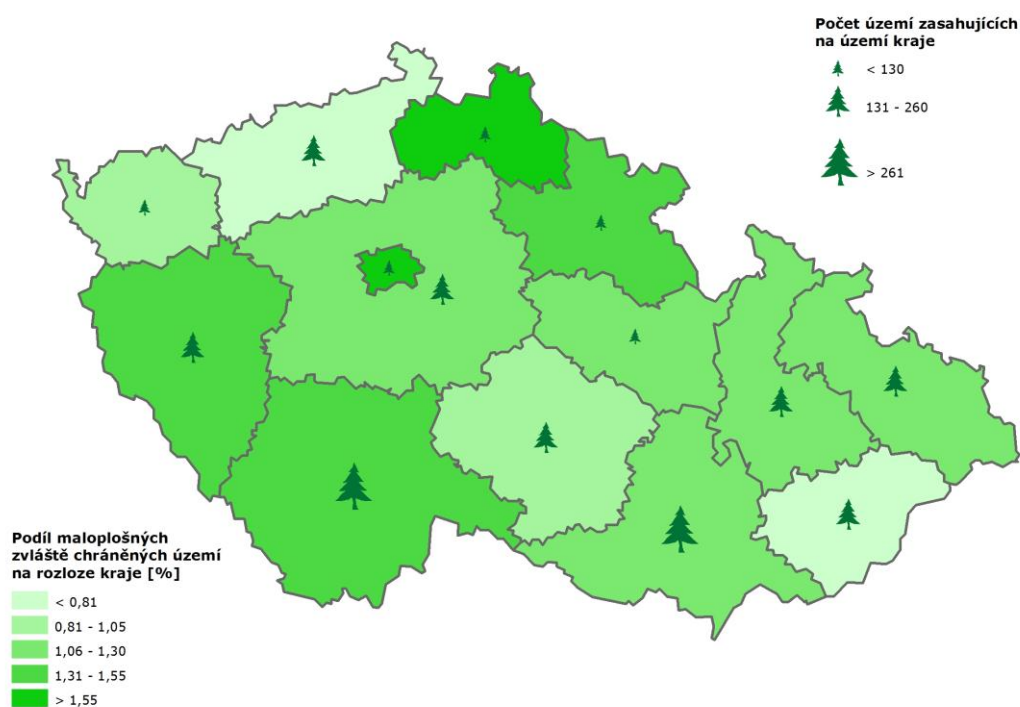 Počet území zasahujících
na území kraje
< 130
131 - 260
> 261
Podíl maloplošných
zvláště chráněných území
na rozloze kraje [%]
< 0,81
0,81 - 1,05
1,06 - 1,30
1,31 - 1,55
> 1,55